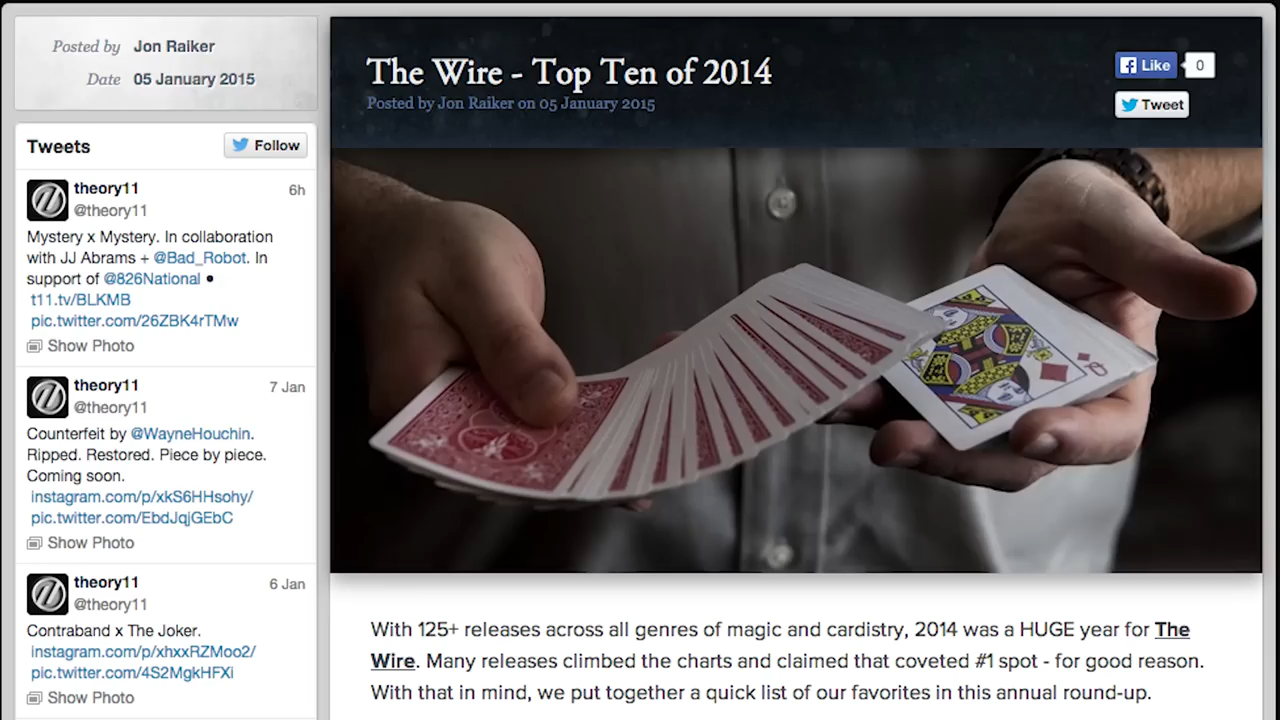 Posted by Jon Raiker
Date 05 January 2015
Tweets
Follow
theory11
6h
@theory11
Mystery x Mystery. In collaboration
with JJ Abrams + @Bad_Robot. In
support of @826National •
t11.tv/BLKMB
pic.twitter.com/26ZBK4rTMw
Show Photo
theory11
7 Jan
@theory11
Counterfeit by @WayneHouchin.
Ripped. Restored. Piece by piece.
Coming soon.
instagram.com/p/xkS6HHsohy/
pic.twitter.com/EbdJqjGEbC
Show Photo
theory11
6 Jan
@theory11
Contraband x The Joker.
instagram.com/p/xhxxRZMoo2/
pic.twitter.com/4S2MgkHFXi
Show Photo
The Wire - Top Ten of 2014
Posted by Jon Raiker on 05 January 2015
Like
0
Tweet
Q
With 125+ releases across all genres of magic and cardistry, 2014 was a HUGE year for The
Wire. Many releases climbed the charts and claimed that coveted #1 spot - for good reason.
With that in mind, we put together a quick list of our favorites in this annual round-up.